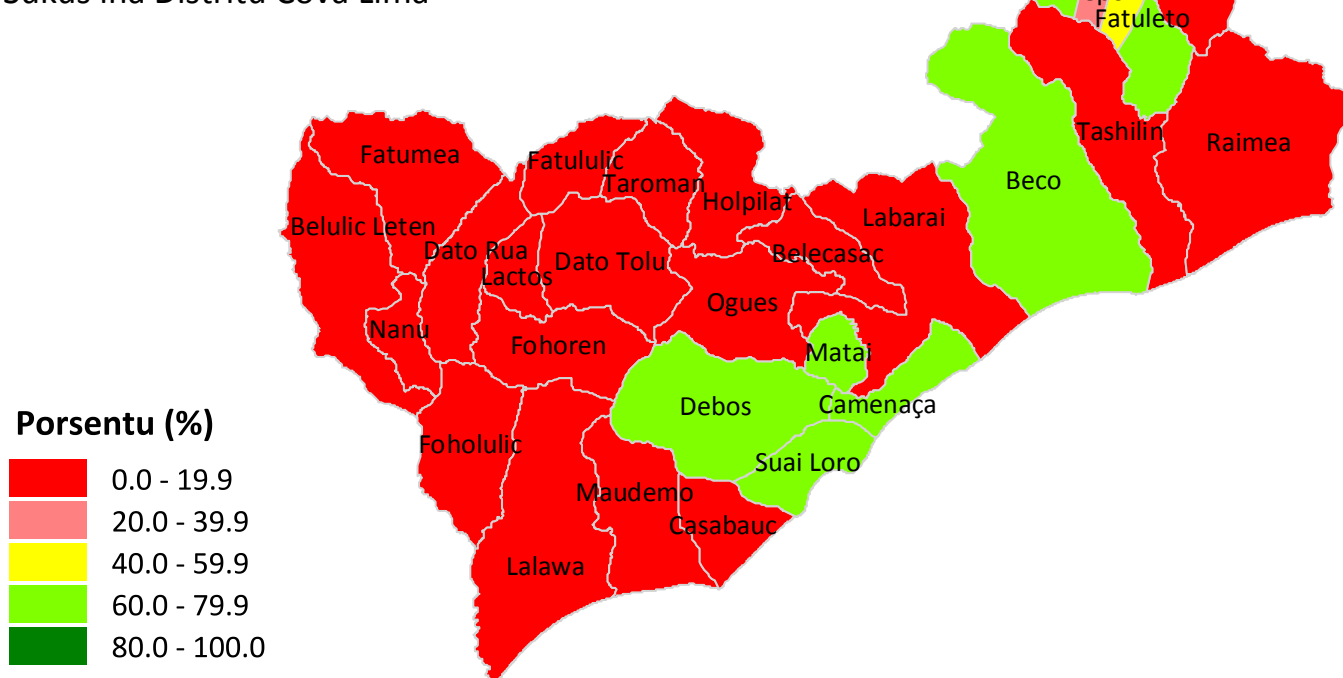 Fatuleto
Tashilin
Raimea
Beco
Fatumea
Fatululic
Taroman
Holpilat
Labarai
Belulic Leten
Dato Rua
Lactos
Dato Tolu
Belecasac
Ogues
Nanu
Fohoren
Matai
Debos
Camenaça
Foholulic
Suai Loro
Maudemo
Casabauc
Lalawa
Porsentu (%)
0.0 - 19.9
20.0 - 39.9
40.0 - 59.9
60.0 - 79.9
80.0 - 100.0